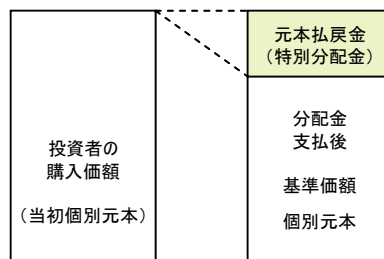 投資者の
購入価額
(当初個別元本)
元本払戻金
(特別分配金)
分配金
支払後
基準価額
個別元本